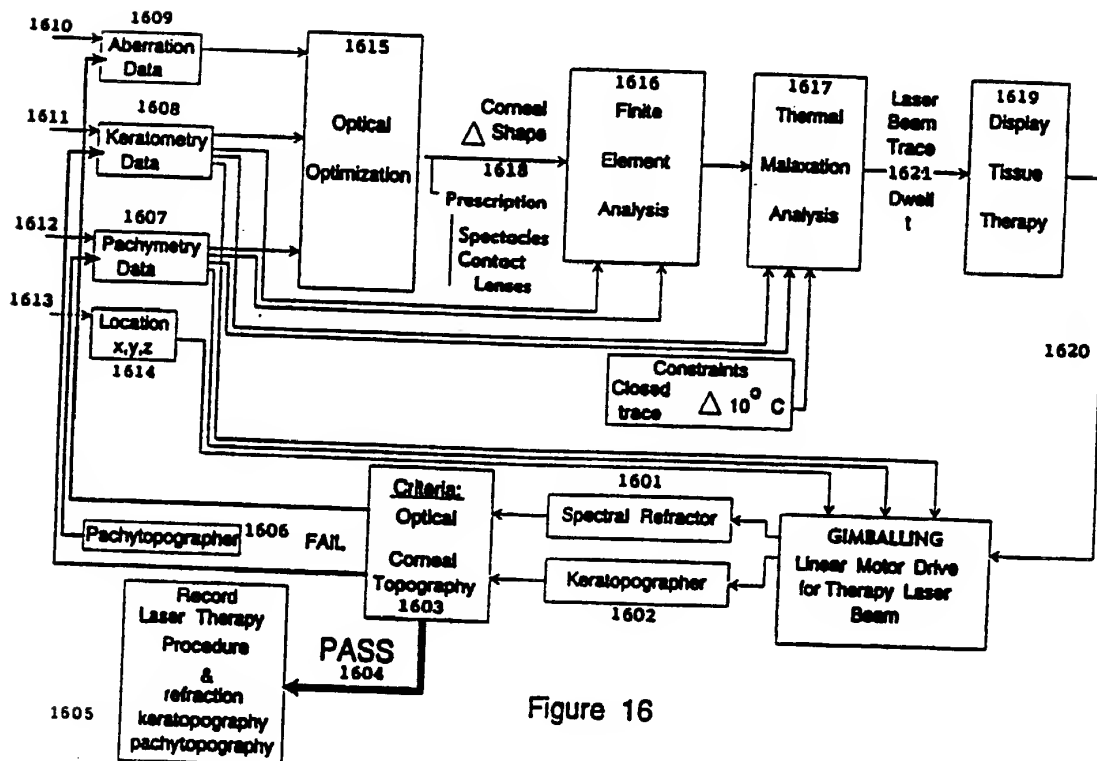 1610
1609
Aberration
Data
1611
1608
Keratometry
Data
1612
1607
Pachymetry
Data
1613
Location
x,y,z
1614
1615
Optical
Optimization
Corneal
Δ Shape
1618
Prescription
Spectacles
Contact
Lenses
1616
Finite
Element
Analysis
1617
Thermal
Malaxation
Analysis
Laser
Beam
Trace
1621
Dwell
t
1619
Display
Tissue
Therapy
1620
Constraints
Closed
trace Δ 10° C
Criteria:
Optical
Corneal
Topography
1603
1601
Spectral Refractor
Keratopographer
1602
GIMBALLING
Linear Motor Drive
for Therapy Laser
Beam
Pachytopographer
1606
FAIL
PASS
1604
Record
Laser Therapy
Procedure
&
refraction
keratopography
pachytopography
1605
Figure 16